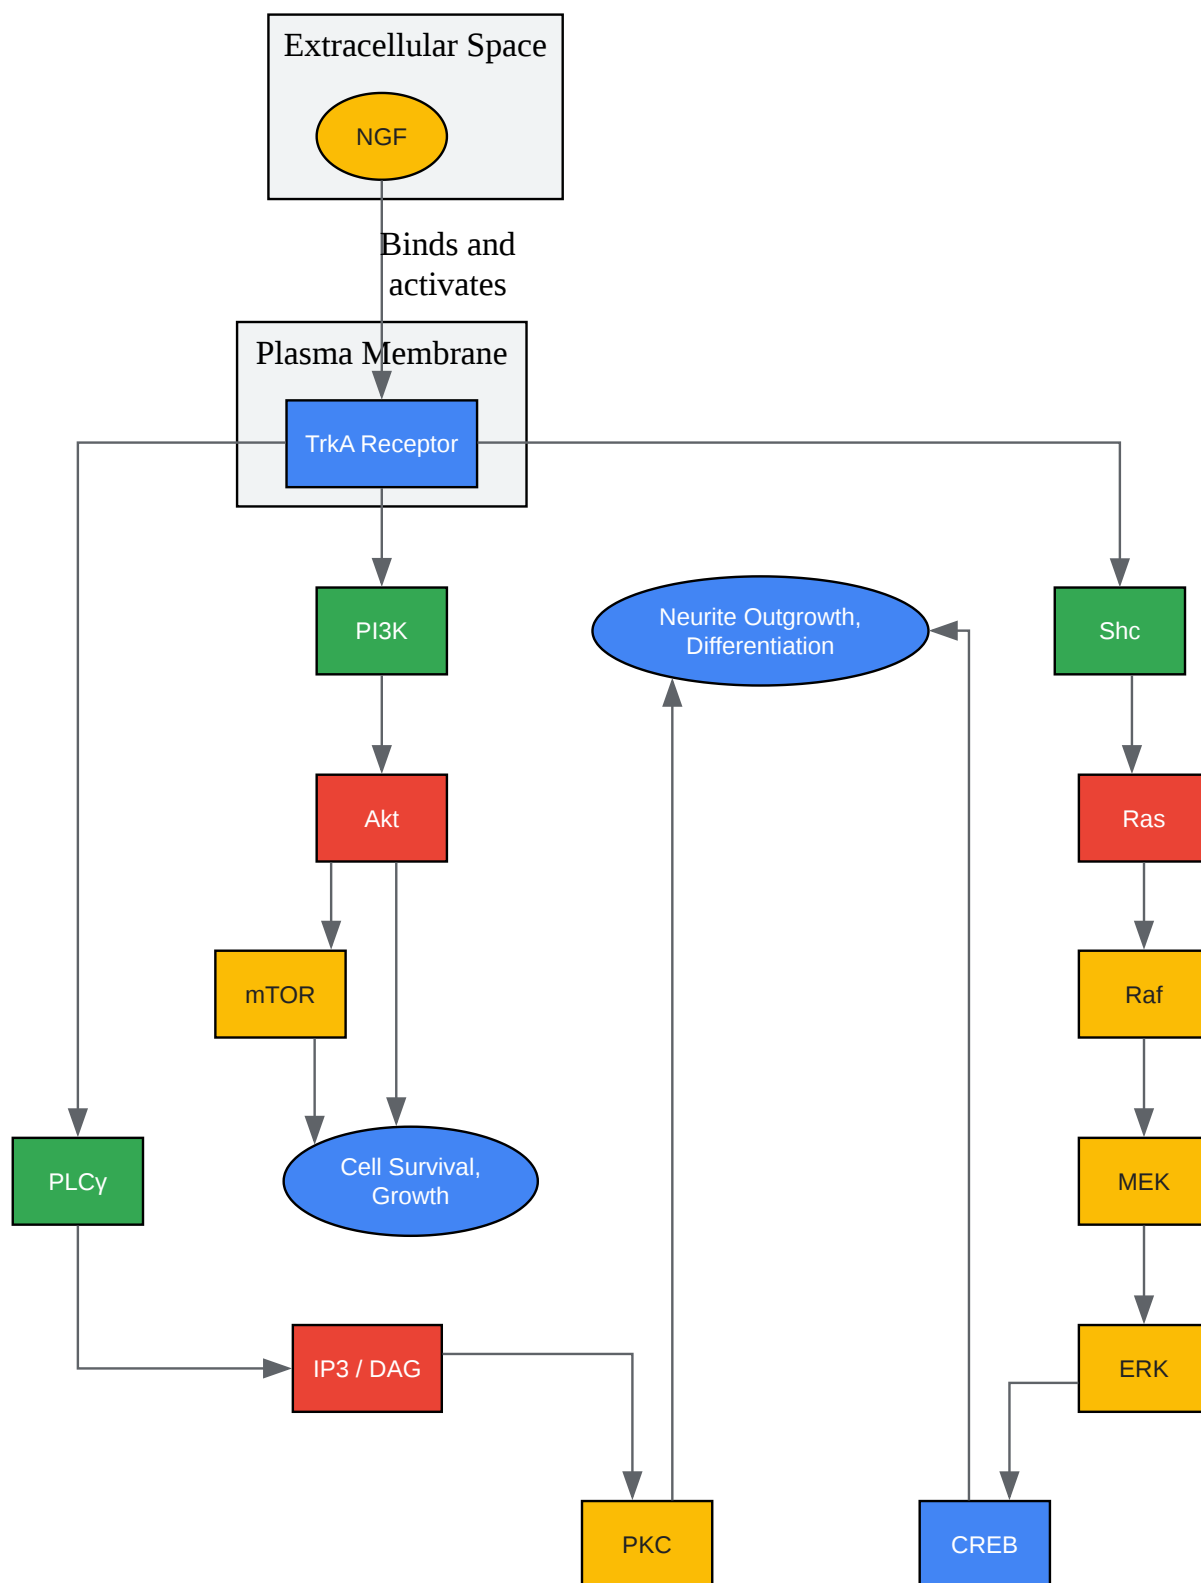 Extracellular Space
NGF
Binds and
activates
Plasma Membrane
TrkA Receptor
PI3K
Neurite Outgrowth,
Differentiation
Shc
Akt
Ras
mTOR
Raf
PLCγ
Cell Survival,
Growth
MEK
IP3 / DAG
ERK
PKC
CREB